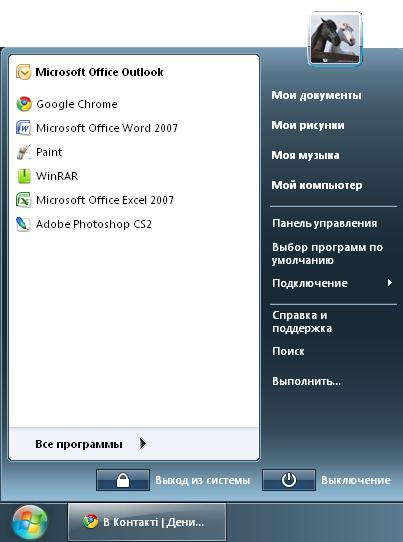 Microsoft Office Outlook
Google Chrome
Microsoft Office Word 2007
Paint
WinRAR
Microsoft Office Excel 2007
Adobe Photoshop CS2
Все программы
Мои документы
Мои рисунки
Моя музыка
Мой компьютер
Панель управления
Выбор программ по
умолчанию
Подключение
Справка и
поддержка
Поиск
Выполнить...
Выход из системы
Выключение
В Контакті | Дени...